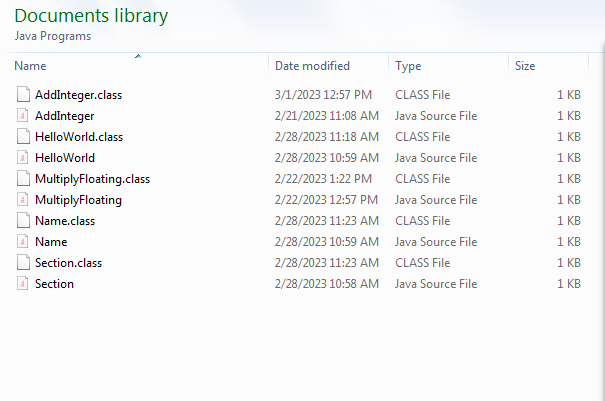 Documents library
Java Programs
Name Date modified Type Size
AddInteger.class 3/1/2023 12:57 PM CLASS File 1 KB
AddInteger 2/21/2023 11:08 AM Java Source File 1 KB
HelloWorld.class 2/28/2023 11:18 AM CLASS File 1 KB
HelloWorld 2/28/2023 10:59 AM Java Source File 1 KB
MultiplyFloating.class 2/22/2023 1:22 PM CLASS File 1 KB
MultiplyFloating 2/22/2023 12:57 PM Java Source File 1 KB
Name.class 2/28/2023 11:23 AM CLASS File 1 KB
Name 2/28/2023 10:59 AM Java Source File 1 KB
Section.class 2/28/2023 11:23 AM CLASS File 1 KB
Section 2/28/2023 10:58 AM Java Source File 1 KB